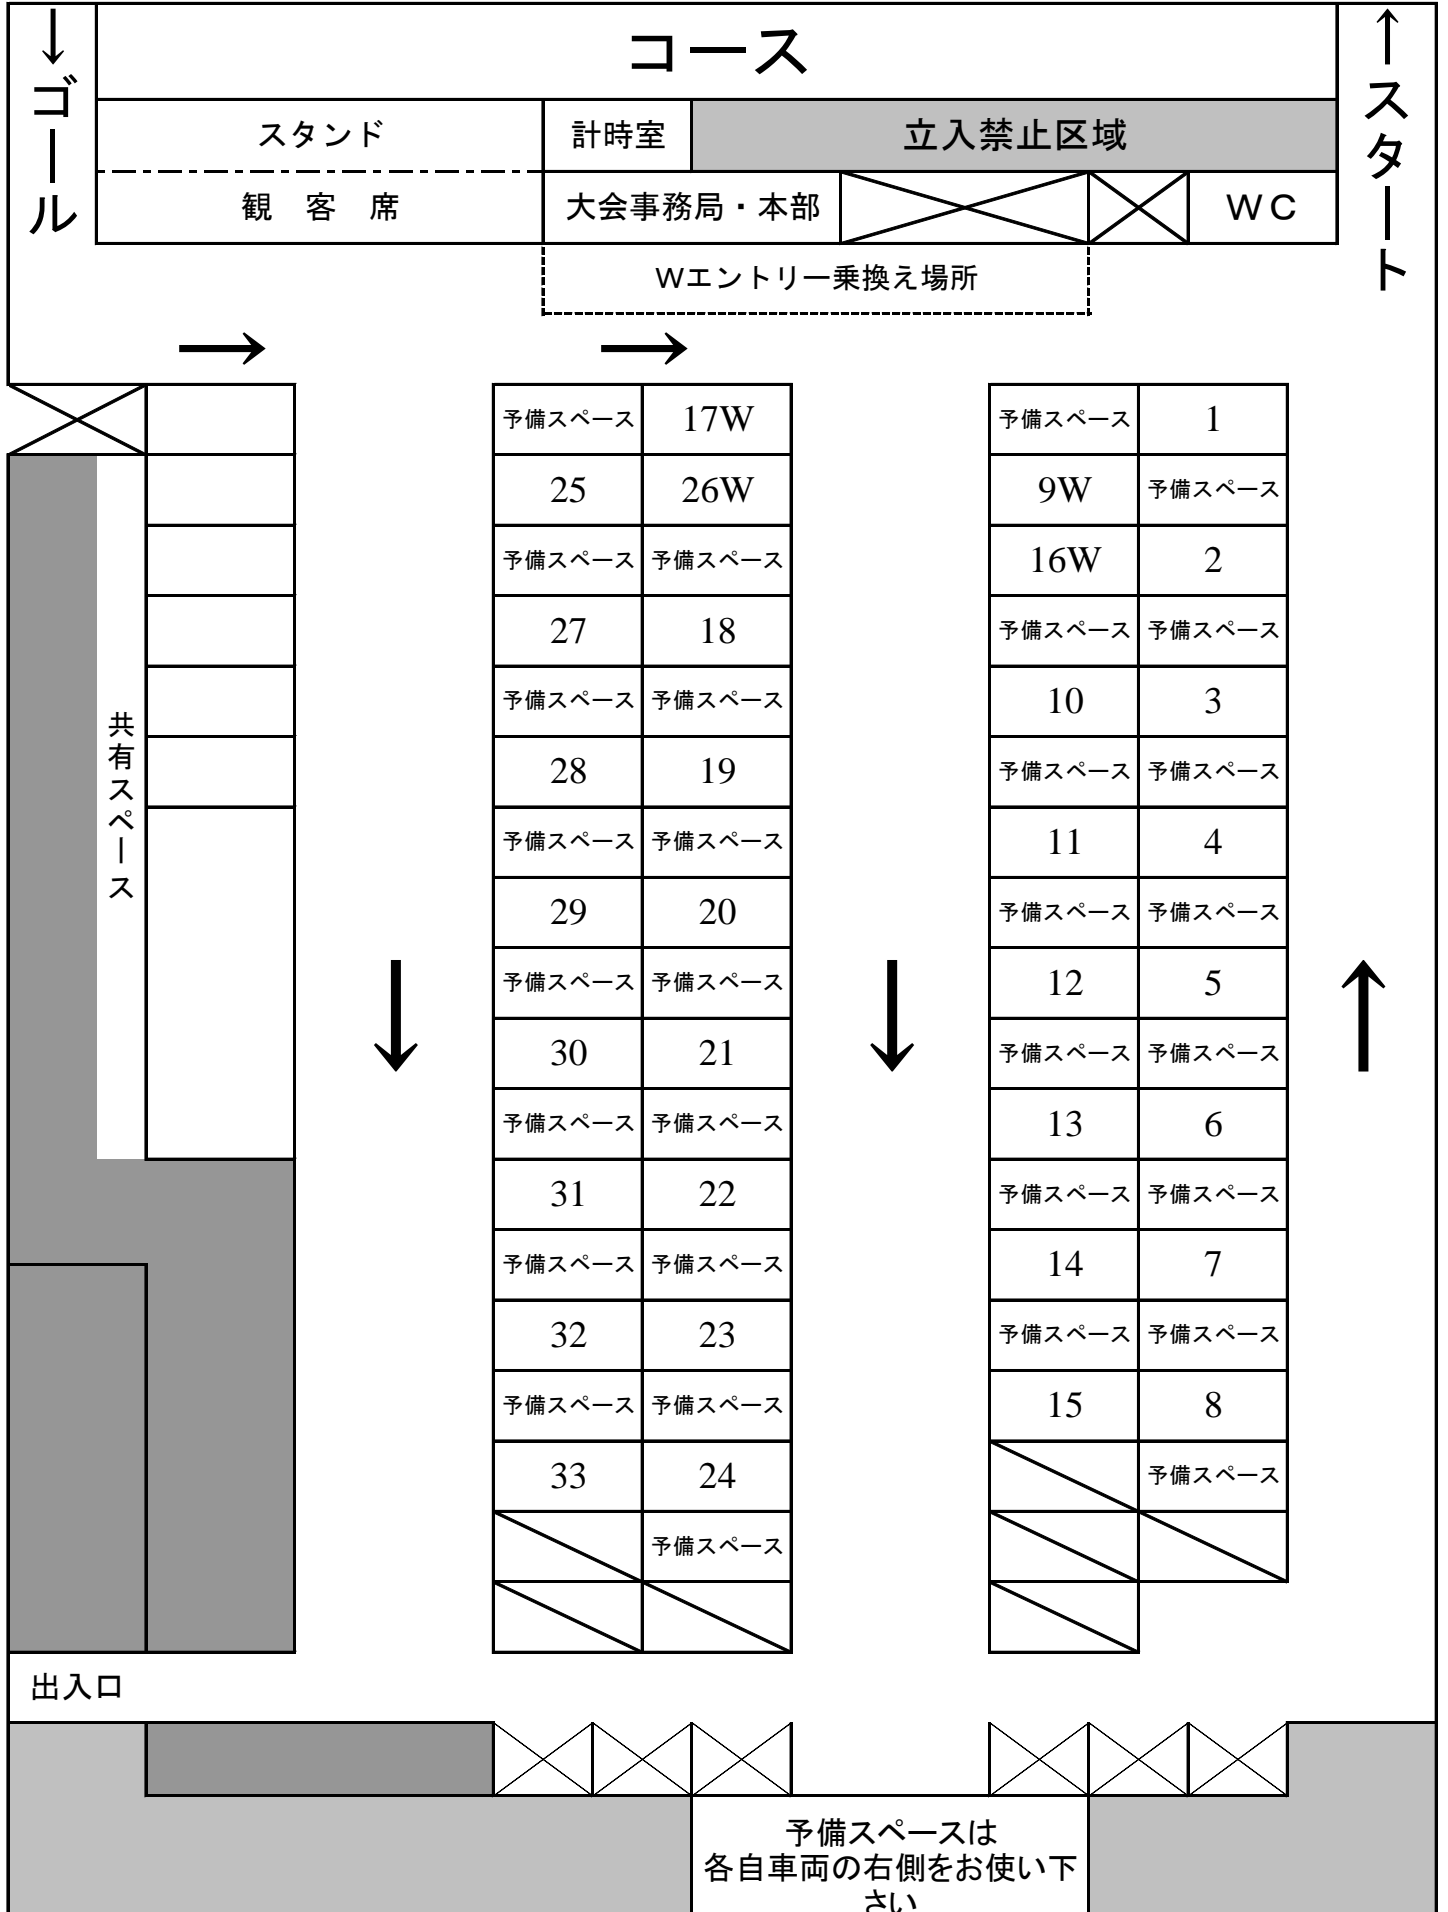 ↓ゴール
コース
↑スタート
スタンド 計時室 立入禁止区域
観 客 席 大会事務局・本部 WC
Wエントリー乗換え場所
→ →
予備スペース 17W 予備スペース 1
25 26W 9W 予備スペース
予備スペース 予備スペース 16W 2
27 18 予備スペース 予備スペース
予備スペース 予備スペース 10 3
共有スペース
28 19 予備スペース 予備スペース
予備スペース 予備スペース 11 4
29 20 予備スペース 予備スペース
予備スペース 予備スペース 12 5
↓ ↓ ↑
30 21 予備スペース 予備スペース
予備スペース 予備スペース 13 6
31 22 予備スペース 予備スペース
予備スペース 予備スペース 14 7
32 23 予備スペース 予備スペース
予備スペース 予備スペース 15 8
33 24 予備スペース
予備スペース
出入口
予備スペースは
各自車両の右側をお使い下
さい